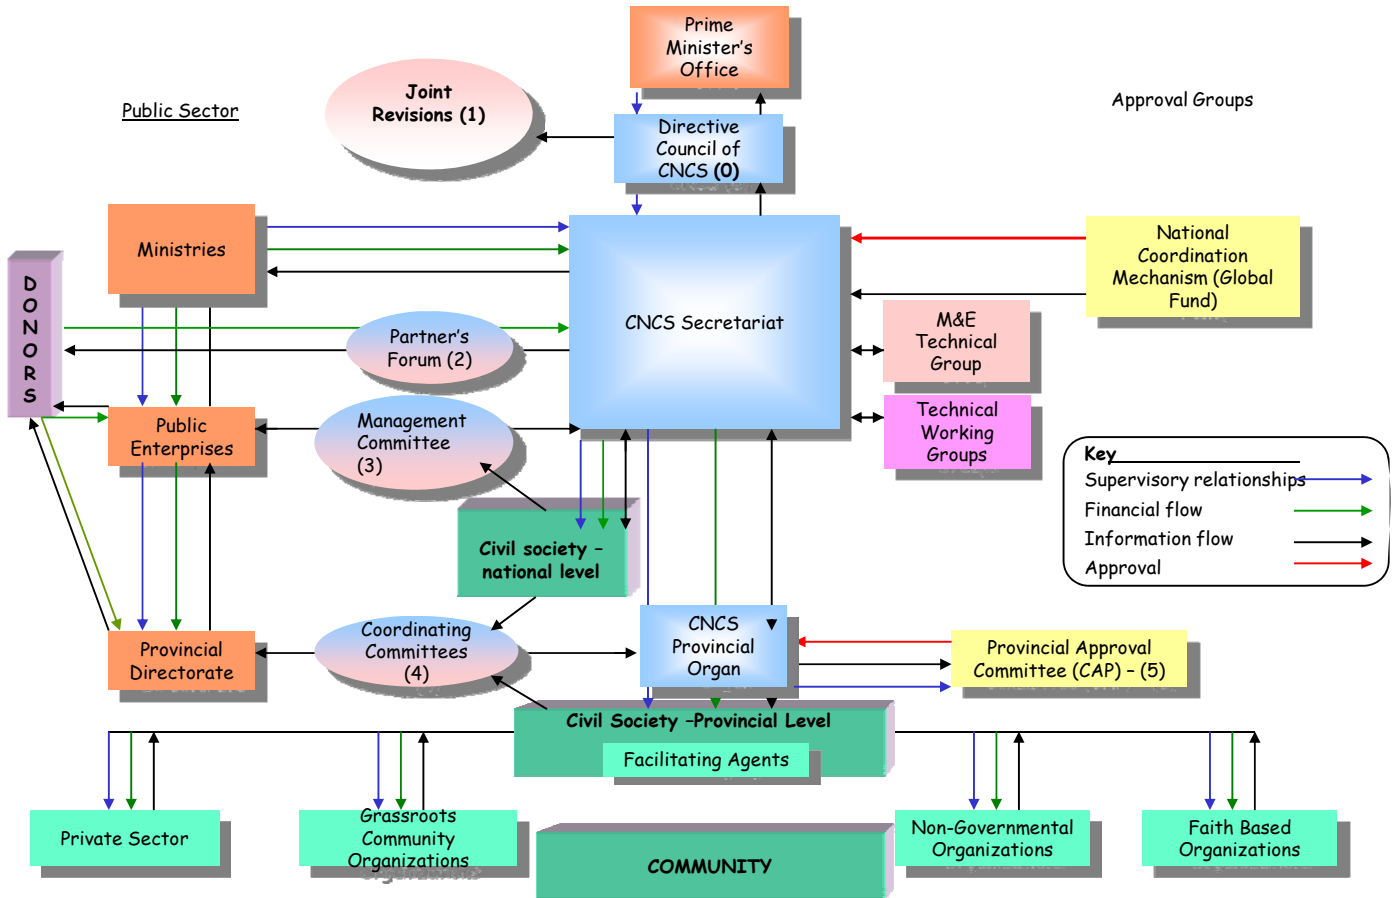 Prime
Minister's
Office
Public Sector
Joint
Revisions (1)
Approval Groups
Directive
Council of
CNCS (0)
Ministries
National
Coordination
Mechanism (Global
Fund)
DONORS
CNCS Secretariat
Partner's
Forum (2)
M&E
Technical
Group
Management
Committee
(3)
Public
Enterprises
Technical
Working
Groups
Key
Supervisory relationships
Financial flow
Information flow
Approval
Civil society –
national level
Provincial
Directorate
Coordinating
Committees
(4)
CNCS
Provincial
Organ
Provincial Approval
Committee (CAP) – (5)
Civil Society –Provincial Level
Facilitating Agents
Private Sector
Grassroots
Community
Organizations
COMMUNITY
Non-Governmental
Organizations
Faith Based
Organizations